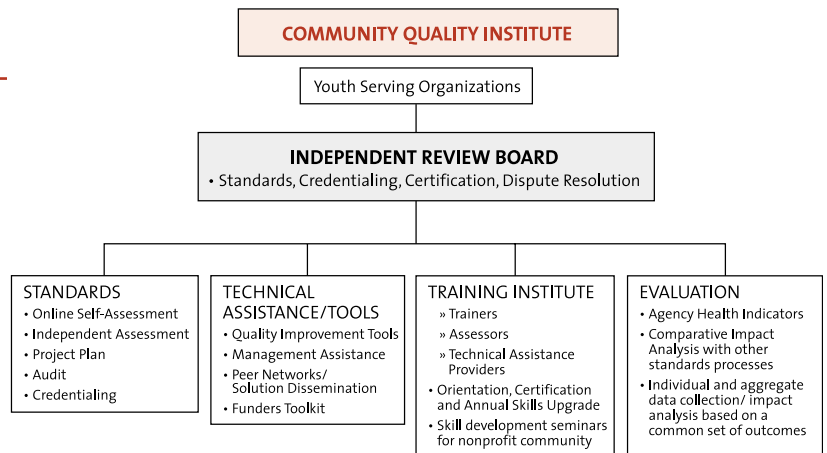 COMMUNITY QUALITY INSTITUTE
Youth Serving Organizations
INDEPENDENT REVIEW BOARD
• Standards, Credentialing, Certification, Dispute Resolution
STANDARDS
• Online Self-Assessment
• Independent Assessment
• Project Plan
• Audit
• Credentialing
TECHNICAL
ASSISTANCE/TOOLS
• Quality Improvement Tools
• Management Assistance
• Peer Networks/
Solution Dissemination
• Funders Toolkit
TRAINING INSTITUTE
» Trainers
» Assessors
» Technical Assistance
Providers
• Orientation, Certification
and Annual Skills Upgrade
• Skill development seminars
for nonprofit community
EVALUATION
• Agency Health Indicators
• Comparative Impact
Analysis with other
standards processes
• Individual and aggregate
data collection/ impact
analysis based on a
common set of outcomes